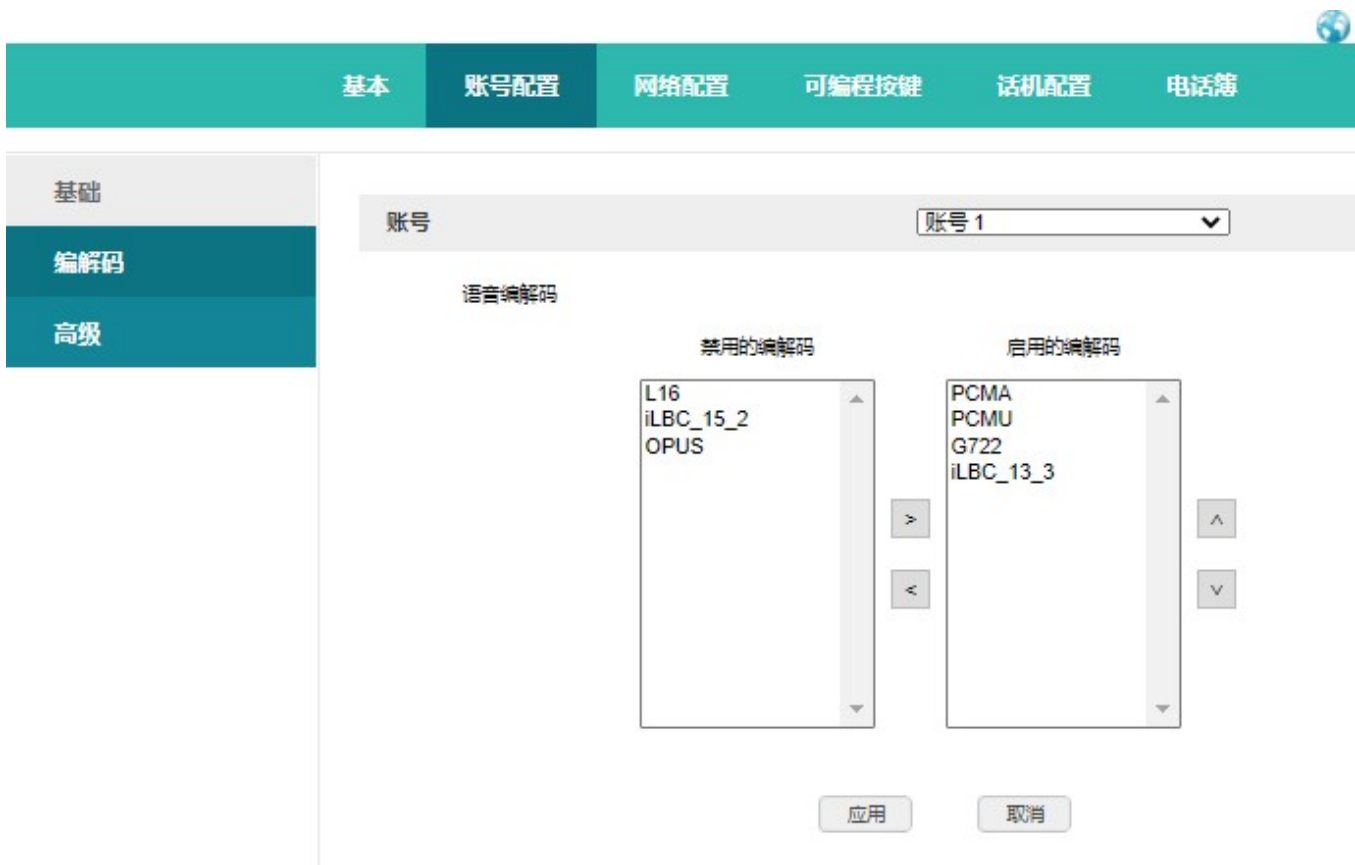 基本 账号配置 网络配置 可编程按键 话机配置 电话簿
基础
编解码
高级
账号 账号 1
语音编解码
禁用的编解码 启用的编解码
L16
iLBC_15_2
OPUS
PCMA
PCMU
G722
iLBC_13_3
>
<
^
v
应用 取消